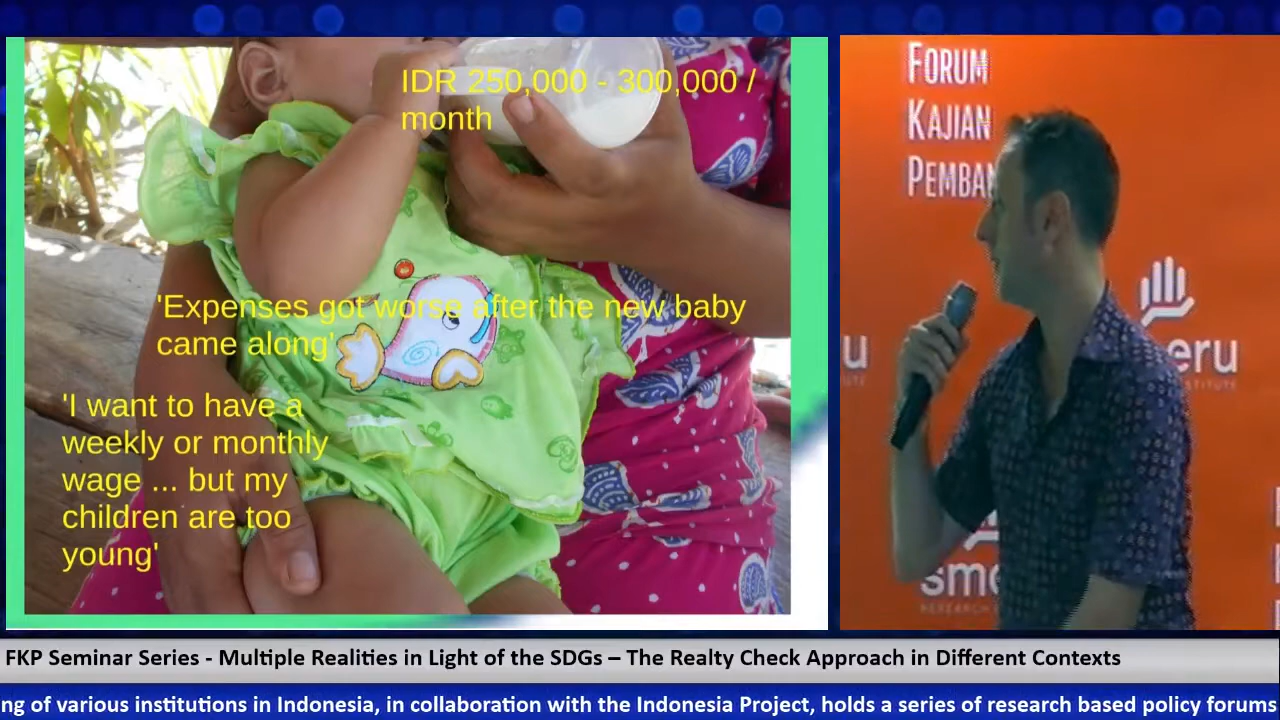 IDR 250,000 - 300,000 /
month
'Expenses got worse after the new baby
came along'
'I want to have a
weekly or monthly
wage ... but my
children are too
young'
FORUM
KAJIAN
PEMBAN
eru
FKP Seminar Series - Multiple Realities in Light of the SDGs – The Realty Check Approach in Different Contexts
ng of various institutions in Indonesia, in collaboration with the Indonesia Project, holds a series of research based policy forums